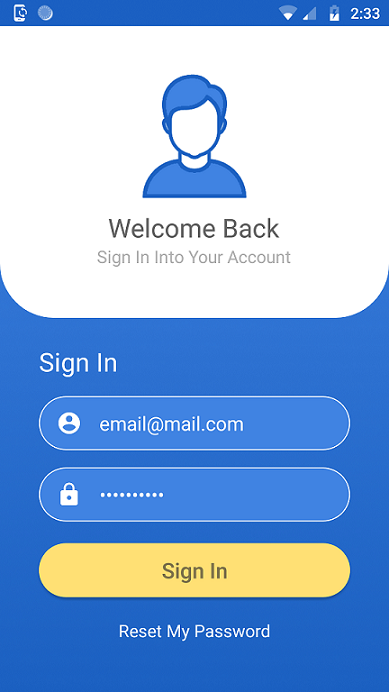 2:33
Welcome Back
Sign In Into Your Account
Sign In
email@mail.com
••••••••••
Sign In
Reset My Password